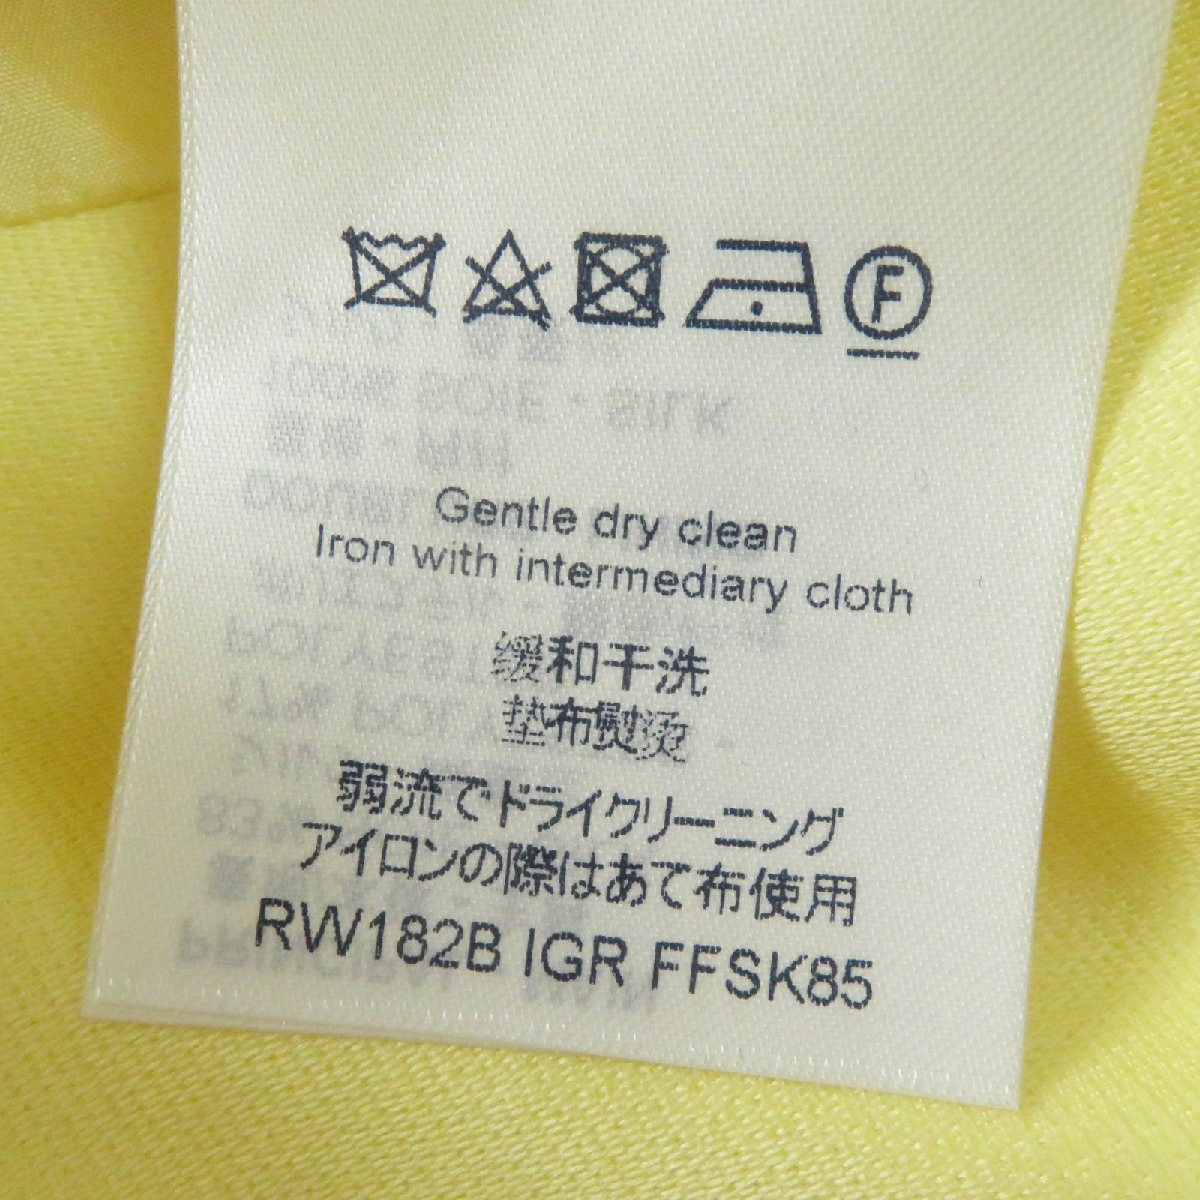 F
Gentle dry clean
Iron with intermediary cloth
缓和干洗
垫布熨烫
弱流でドライクリーニング
アイロンの際はあて布使用
RW182B IGR FFSK85